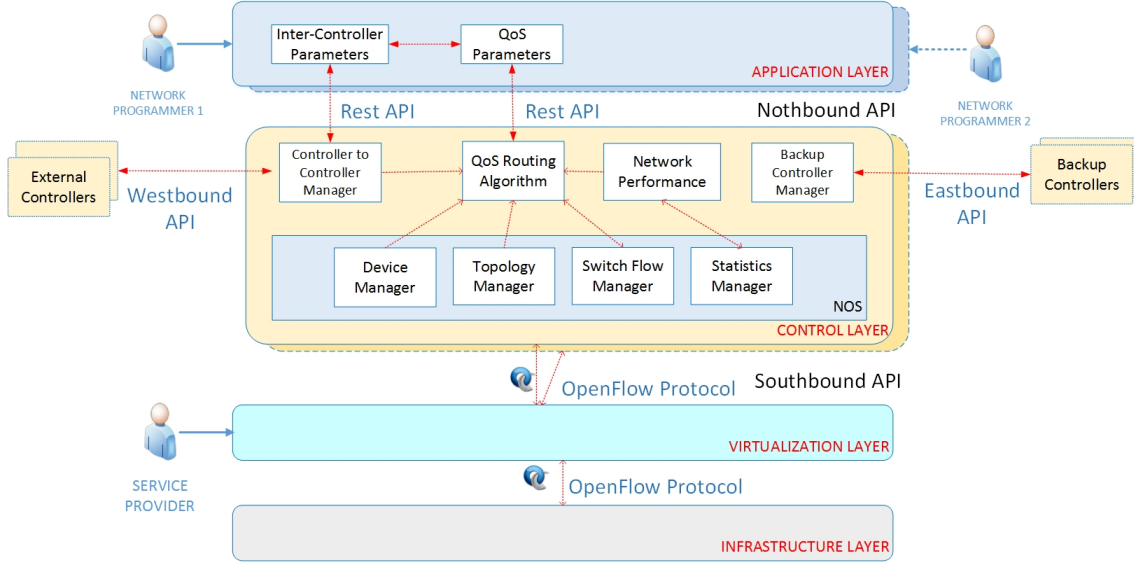 Inter-Controller
Parameters
QoS
Parameters
APPLICATION LAYER
NETWORK
PROGRAMMER 1
NETWORK
PROGRAMMER 2
Rest API
Rest API
Nothbound API
External
Controllers
Westbound
API
Controller to
Controller
Manager
QoS Routing
Algorithm
Network
Performance
Backup
Controller
Manager
Eastbound
API
Backup
Controllers
Device
Manager
Topology
Manager
Switch Flow
Manager
Statistics
Manager
NOS
CONTROL LAYER
OpenFlow Protocol
Southbound API
SERVICE
PROVIDER
VIRTUALIZATION LAYER
OpenFlow Protocol
INFRASTRUCTURE LAYER